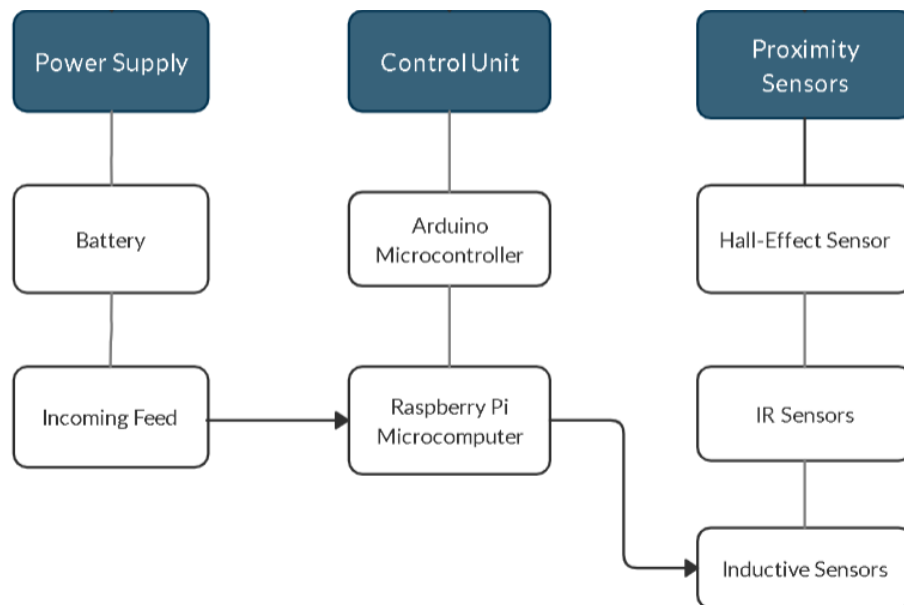 Power Supply
Control Unit
Proximity
Sensors
Battery
Arduino
Microcontroller
Hall-Effect Sensor
Incoming Feed
Raspberry Pi
Microcomputer
IR Sensors
Inductive Sensors